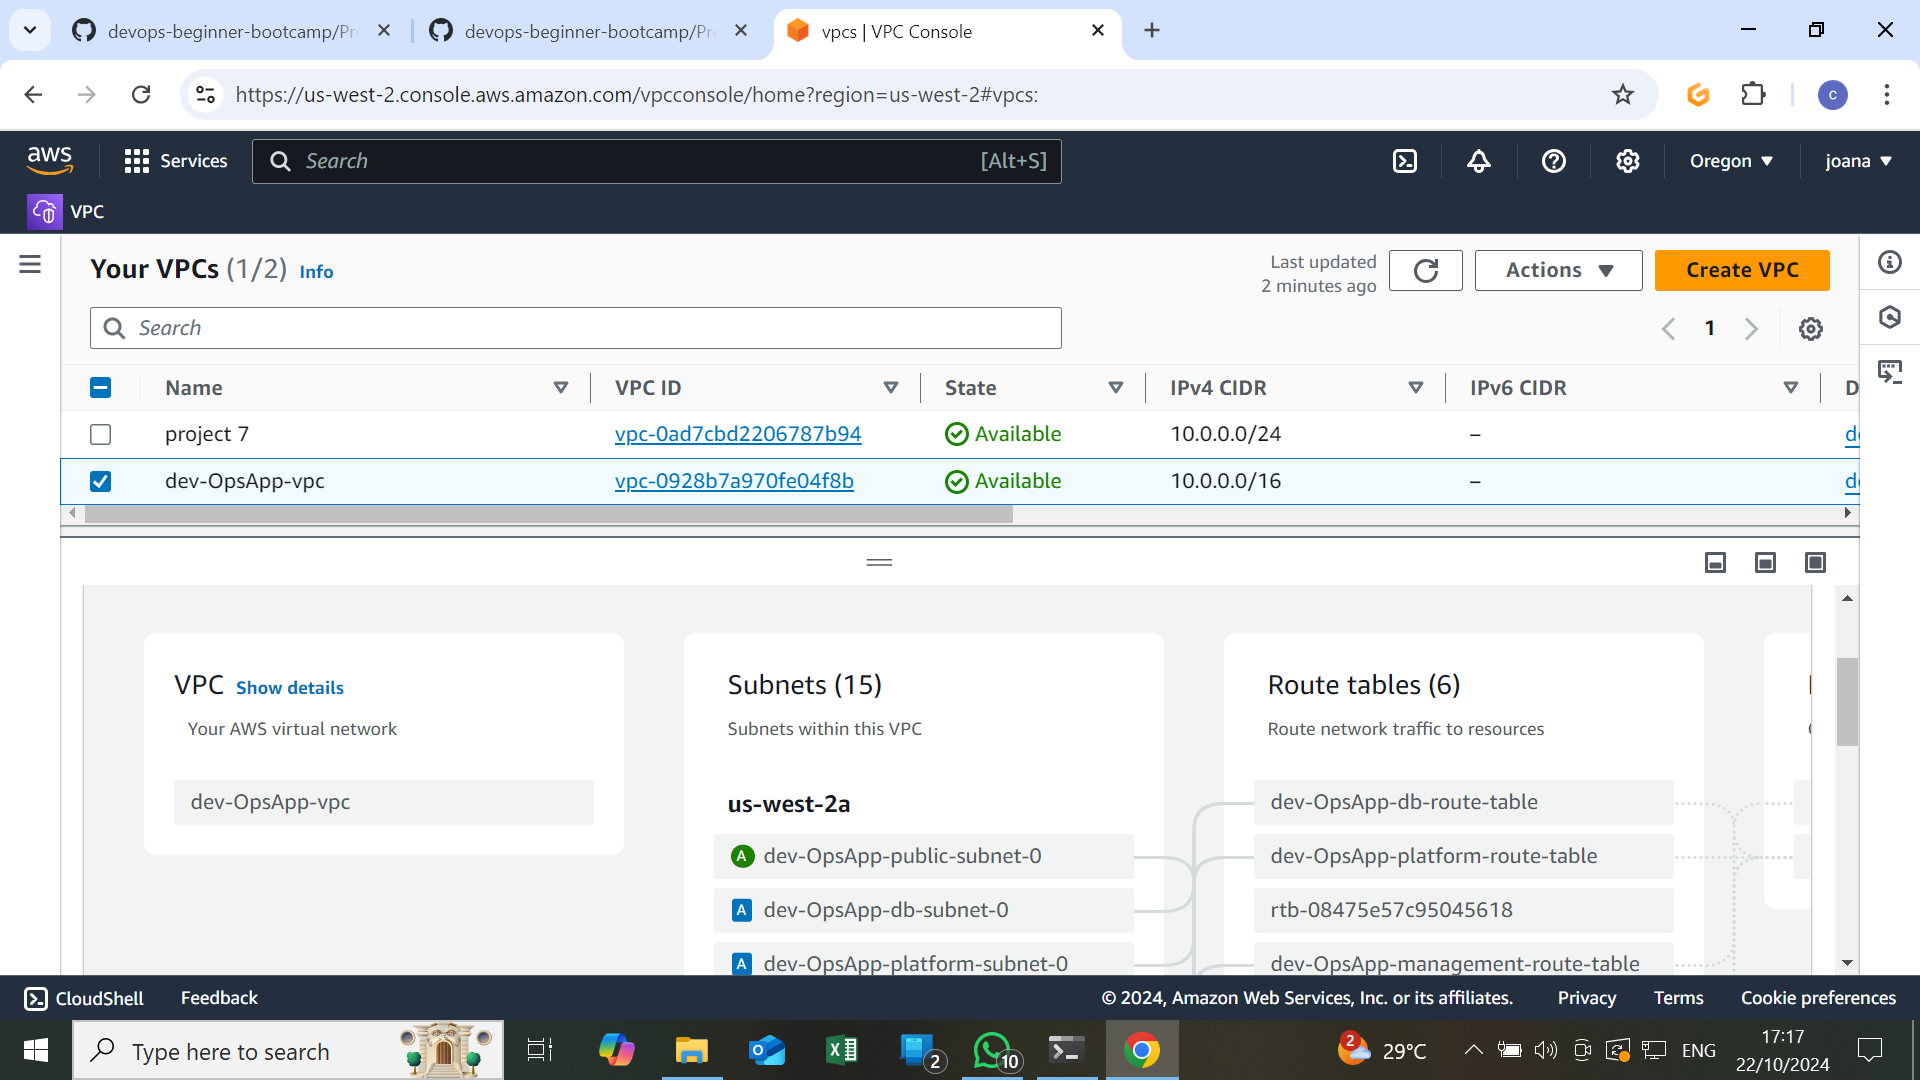 devops-beginner-bootcamp/Pr
devops-beginner-bootcamp/Pr
vpcs | VPC Console
https://us-west-2.console.aws.amazon.com/vpcconsole/home?region=us-west-2#vpcs:
c
aws
Services
Search
[Alt+S]
Oregon
joana
VPC
Your VPCs (1/2) Info
Last updated
2 minutes ago
Actions
Create VPC
Search
1
Name
VPC ID
State
IPv4 CIDR
IPv6 CIDR
D
project 7
vpc-0ad7cbd2206787b94
Available
10.0.0.0/24
–
de
dev-OpsApp-vpc
vpc-0928b7a970fe04f8b
Available
10.0.0.0/16
–
de
VPC Show details
Your AWS virtual network
dev-OpsApp-vpc
Subnets (15)
Subnets within this VPC
us-west-2a
A dev-OpsApp-public-subnet-0
A dev-OpsApp-db-subnet-0
A dev-OpsApp-platform-subnet-0
Route tables (6)
Route network traffic to resources
dev-OpsApp-db-route-table
dev-OpsApp-platform-route-table
rtb-08475e57c95045618
dev-OpsApp-management-route-table
CloudShell
Feedback
© 2024, Amazon Web Services, Inc. or its affiliates.
Privacy
Terms
Cookie preferences
Type here to search
2
10
2
29°C
ENG
17:17
22/10/2024